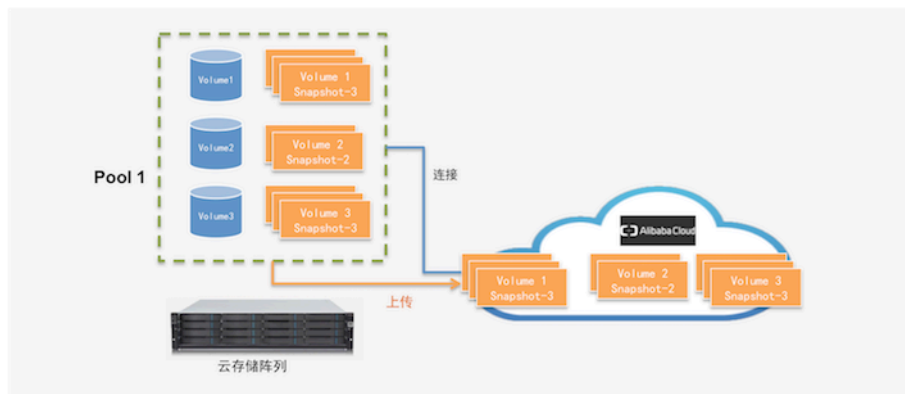 Volume1
Volume 1
Snapshot-3
Volume2
Volume 2
Snapshot-2
Pool 1
连接
Volume3
Volume 3
Snapshot-3
Alibaba Cloud
Volume 1
Snapshot-3
Volume 2
Snapshot-2
Volume 3
Snapshot-3
上传
云存储阵列